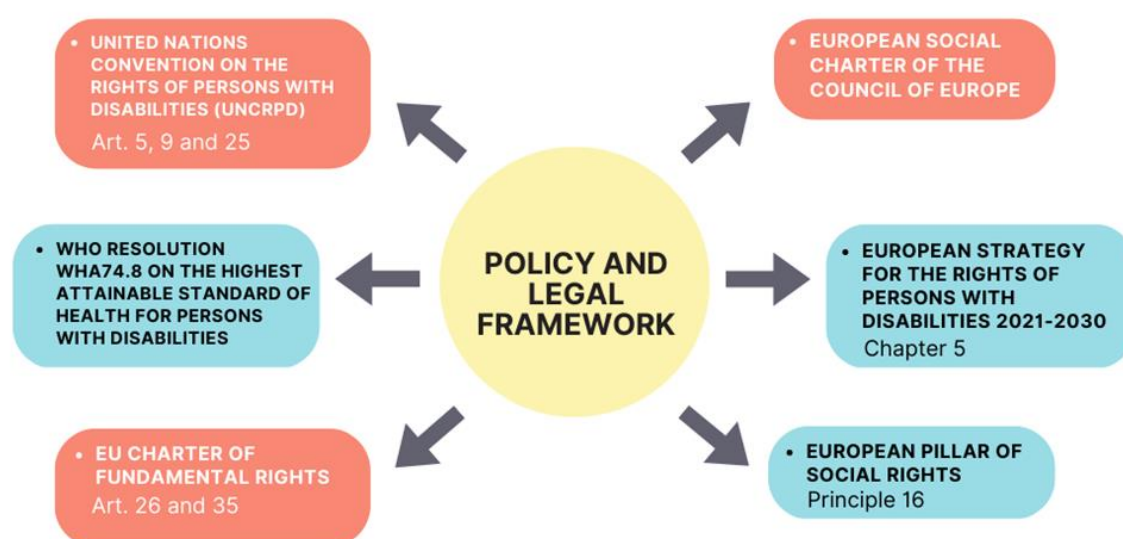 • UNITED NATIONS
CONVENTION ON THE
RIGHTS OF PERSONS WITH
DISABILITIES (UNCRPD)
Art. 5, 9 and 25
• EUROPEAN SOCIAL
CHARTER OF THE
COUNCIL OF EUROPE
• WHO RESOLUTION
WHA74.8 ON THE HIGHEST
ATTAINABLE STANDARD OF
HEALTH FOR PERSONS
WITH DISABILITIES
POLICY AND
LEGAL
FRAMEWORK
• EUROPEAN STRATEGY
FOR THE RIGHTS OF
PERSONS WITH
DISABILITIES 2021-2030
Chapter 5
• EU CHARTER OF
FUNDAMENTAL RIGHTS
Art. 26 and 35
• EUROPEAN PILLAR OF
SOCIAL RIGHTS
Principle 16